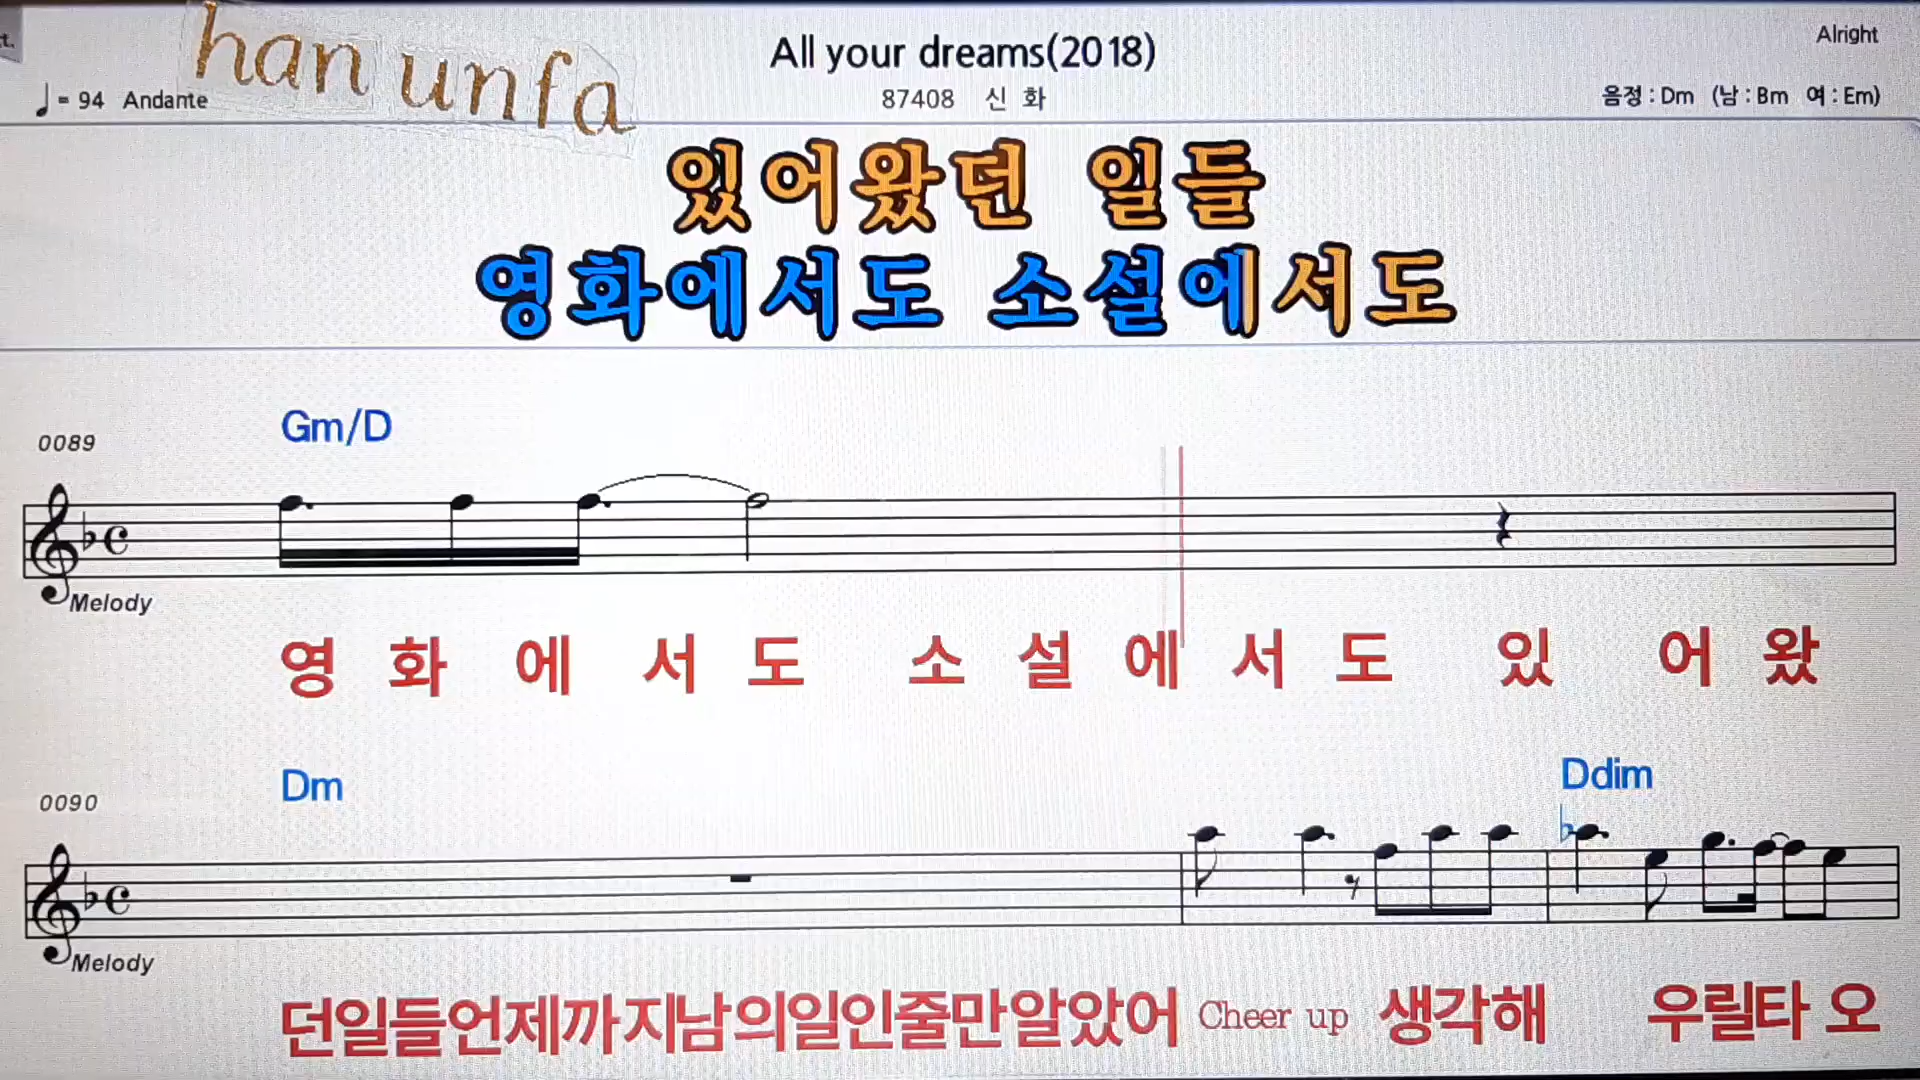 t.
han unfa
All your dreams(2018)
Alright
♩= 94 Andante
87408 신 화
음정 : Dm (남 : Bm 여 : Em)
있어왔던 일들
영화에서도 소설에서도
Gm/D
0089
Melody
영 화 에 서 도 소 설 에 서 도 있 어 왔
Dm
Ddim
0090
Melody
던일들언제까지남의일인줄만알았어 Cheer up 생각해 우릴타 오